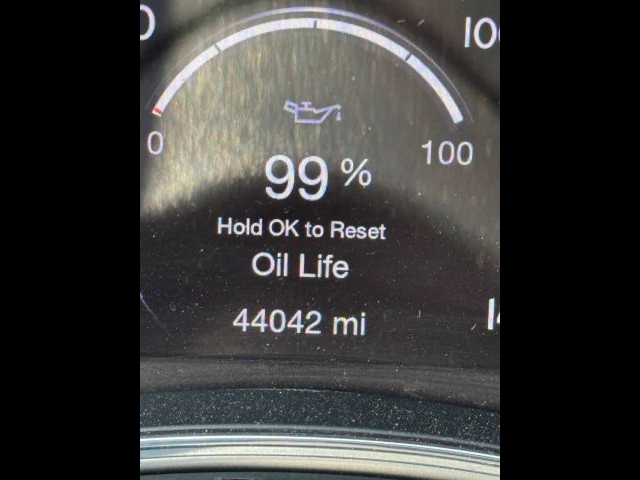 0
100
99 %
Hold OK to Reset
Oil Life
44042 mi